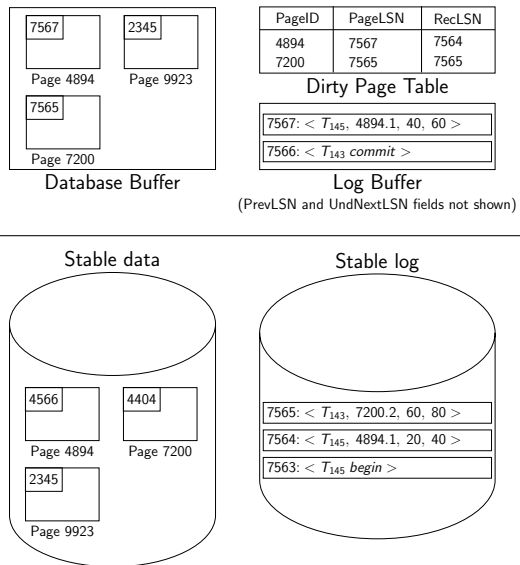 7567
2345
Page 4894
Page 9923
7565
Page 7200
Database Buffer
PageID PageLSN RecLSN
4894 7567 7564
7200 7565 7565
Dirty Page Table
7567: < T145, 4894.1, 40, 60 >
7566: < T143 commit >
Log Buffer
(PrevLSN and UndNextLSN fields not shown)
Stable data
4566
4404
Page 4894
Page 7200
2345
Page 9923
Stable log
7565: < T143, 7200.2, 60, 80 >
7564: < T145, 4894.1, 20, 40 >
7563: < T145 begin >